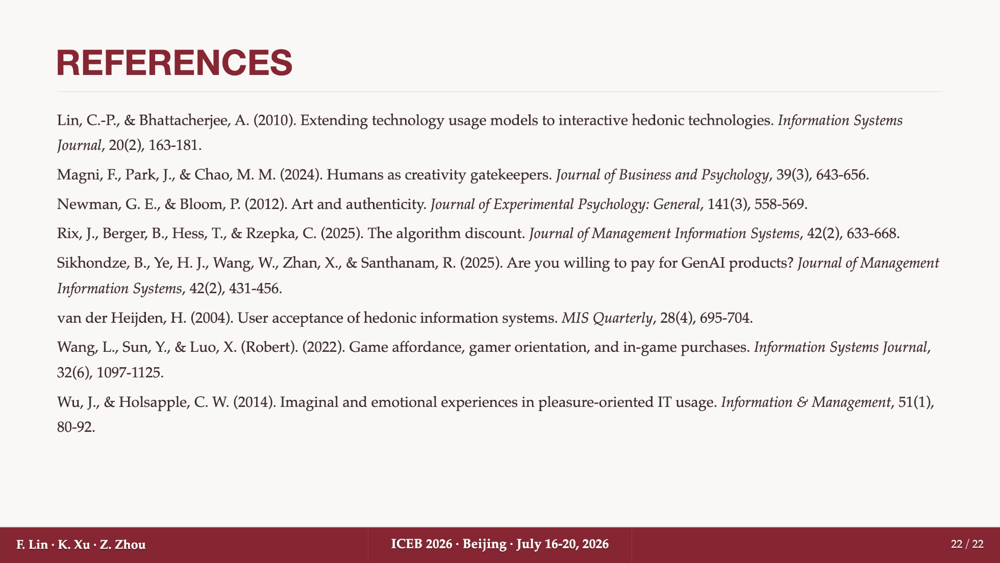 REFERENCES
Lin, C.-P., & Bhattacherjee, A. (2010). Extending technology usage models to interactive hedonic technologies. Information Systems
Journal, 20(2), 163-181.
Magni, F., Park, J., & Chao, M. M. (2024). Humans as creativity gatekeepers. Journal of Business and Psychology, 39(3), 643-656.
Newman, G. E., & Bloom, P. (2012). Art and authenticity. Journal of Experimental Psychology: General, 141(3), 558-569.
Rix, J., Berger, B., Hess, T., & Rzepka, C. (2025). The algorithm discount. Journal of Management Information Systems, 42(2), 633-668.
Sikhondze, B., Ye, H. J., Wang, W., Zhan, X., & Santhanam, R. (2025). Are you willing to pay for GenAI products? Journal of Management
Information Systems, 42(2), 431-456.
van der Heijden, H. (2004). User acceptance of hedonic information systems. MIS Quarterly, 28(4), 695-704.
Wang, L., Sun, Y., & Luo, X. (Robert). (2022). Game affordance, gamer orientation, and in-game purchases. Information Systems Journal,
32(6), 1097-1125.
Wu, J., & Holsapple, C. W. (2014). Imaginal and emotional experiences in pleasure-oriented IT usage. Information & Management, 51(1),
80-92.
F. Lin · K. Xu · Z. Zhou
ICEB 2026 · Beijing · July 16-20, 2026
22 / 22